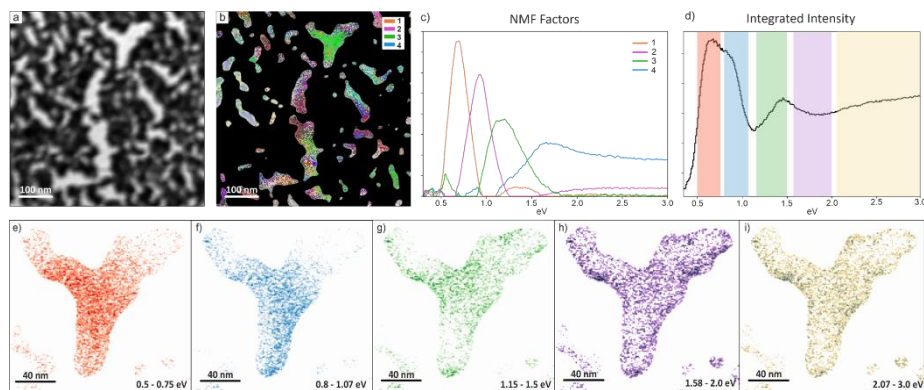 a
100 nm
b
1
2
3
4
100 nm
c)
NMF Factors
1
2
3
4
0.5
1.0
1.5
2.0
2.5
3.0
eV
d)
Integrated Intensity
0.5
1.0
1.5
2.0
2.5
3.0
eV
e)
40 nm
0.5 - 0.75 eV
f)
40 nm
0.8 - 1.07 eV
g)
40 nm
1.15 - 1.5 eV
h)
40 nm
1.58 - 2.0 eV
i)
40 nm
2.07 - 3.0 eV